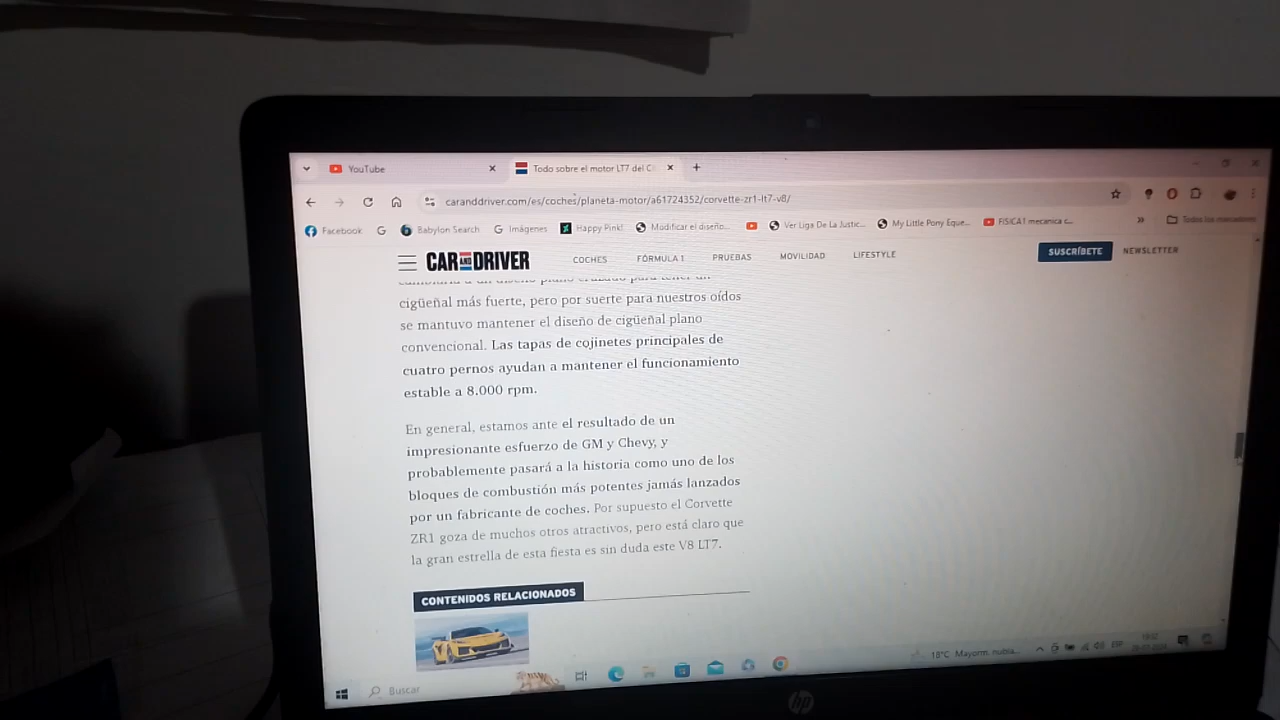 YouTube
Todo sobre el motor LT7 del C
caranddriver.com/es/coches/planeta-motor/a61724352/corvette-zr1-lt7-v8/
Facebook
G
Babylon Search
Imágenes
Happy Pink!
Modificar el diseño...
Ver Liga De La Justic...
My Little Pony Eque...
FISICA1 mecanica c...
»
Todos los marcadores
CAR AND DRIVER
COCHES
FÓRMULA 1
PRUEBAS
MOVILIDAD
LIFESTYLE
SUSCRÍBETE
NEWSLETTER
cigüeñal más fuerte, pero por suerte para nuestros oídos
se mantuvo mantener el diseño de cigüeñal plano
convencional. Las tapas de cojinetes principales de
cuatro pernos ayudan a mantener el funcionamiento
estable a 8.000 rpm.
En general, estamos ante el resultado de un
impresionante esfuerzo de GM y Chevy, y
probablemente pasará a la historia como uno de los
bloques de combustión más potentes jamás lanzados
por un fabricante de coches. Por supuesto el Corvette
ZR1 goza de muchos otros atractivos, pero está claro que
la gran estrella de esta fiesta es sin duda este V8 LT7.
CONTENIDOS RELACIONADOS
Buscar
18°C Mayorm. nubla...
ESP
hp